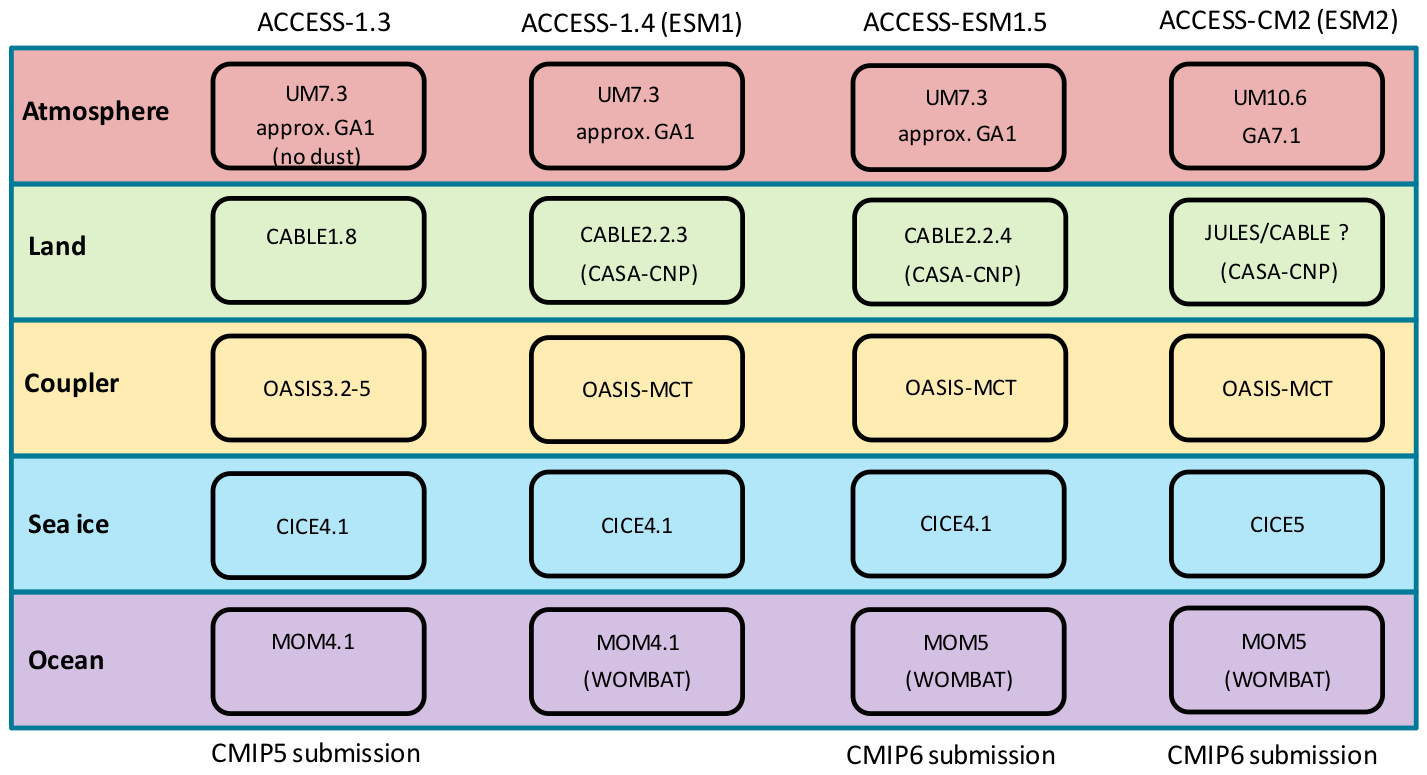 ACCESS-1.3
ACCESS-1.4 (ESM1)
ACCESS-ESM1.5
ACCESS-CM2 (ESM2)
Atmosphere
UM7.3
approx. GA1
(no dust)
UM7.3
approx. GA1
UM7.3
approx. GA1
UM10.6
GA7.1
Land
CABLE1.8
CABLE2.2.3
(CASA-CNP)
CABLE2.2.4
(CASA-CNP)
JULES/CABLE ?
(CASA-CNP)
Coupler
OASIS3.2-5
OASIS-MCT
OASIS-MCT
OASIS-MCT
Sea ice
CICE4.1
CICE4.1
CICE4.1
CICE5
Ocean
MOM4.1
MOM4.1
(WOMBAT)
MOM5
(WOMBAT)
MOM5
(WOMBAT)
CMIP5 submission
CMIP6 submission
CMIP6 submission